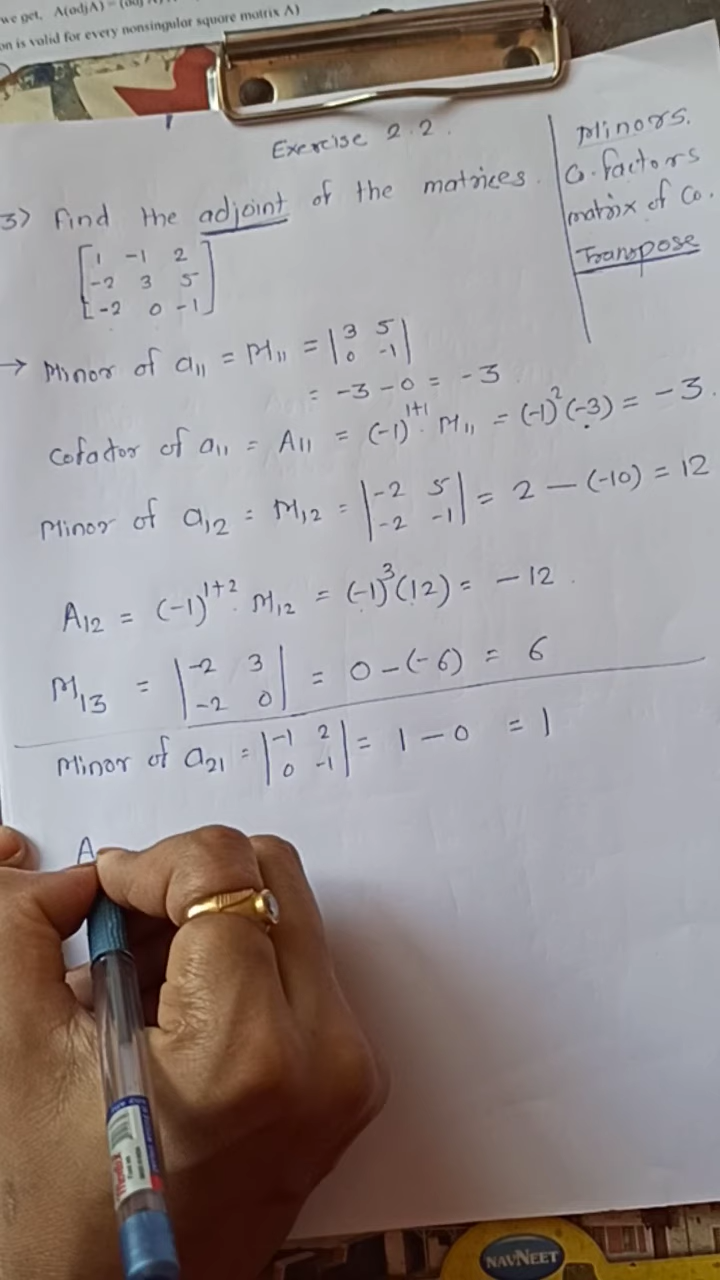 we get, A(adjA) =
on is valid for every nonsingular square matrix A)
Exercise 2.2.
Minors.
Co.factors
matrix of Co.
Transpose
3) Find the adjoint of the matrices.
[1 -1 2
-2 3 5
-2 0 -1]
→ Minor of a11 = M11 = |3 5
0 -1|
= -3 - 0 = -3
Cofactor of a11 = A11 = (-1)^1+1 . M11 = (-1)^2 (-3) = -3.
Minor of a12 = M12 = |-2 5
-2 -1| = 2 - (-10) = 12
A12 = (-1)^1+2 . M12 = (-1)^3 (12) = -12.
M13 = |-2 3
-2 0| = 0 - (-6) = 6
Minor of a21 = |-1 2
0 -1| = 1 - 0 = 1
A
NAVNEET